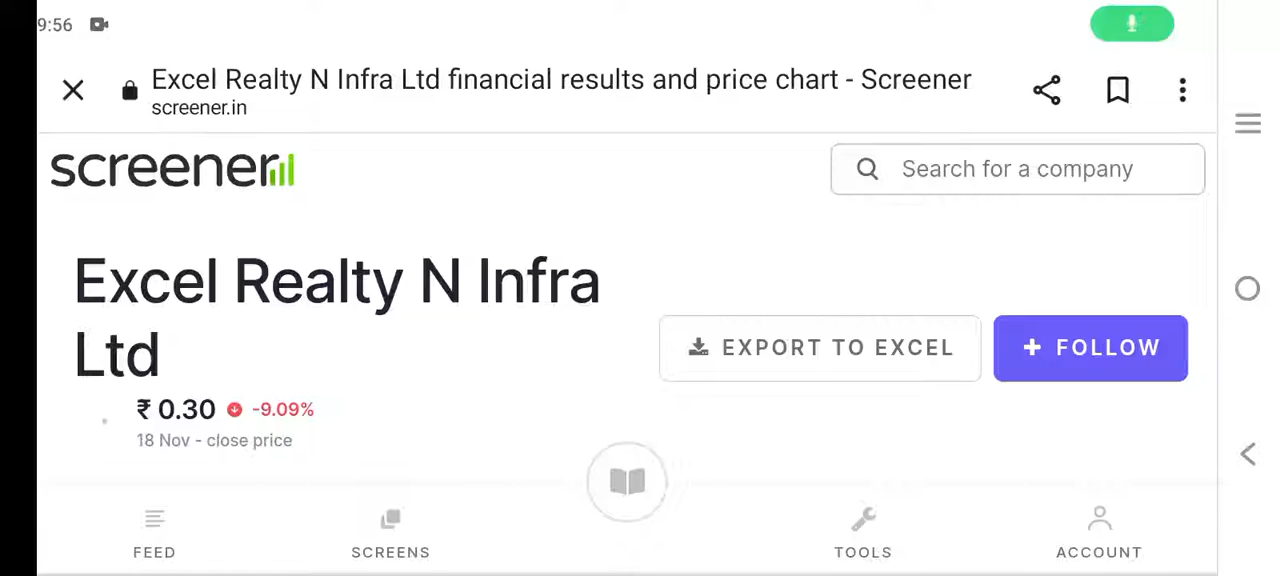 9:56
Excel Realty N Infra Ltd financial results and price chart - Screener
screener.in
screener
Search for a company
Excel Realty N Infra
Ltd
EXPORT TO EXCEL
+ FOLLOW
₹ 0.30 -9.09%
18 Nov - close price
FEED
SCREENS
TOOLS
ACCOUNT